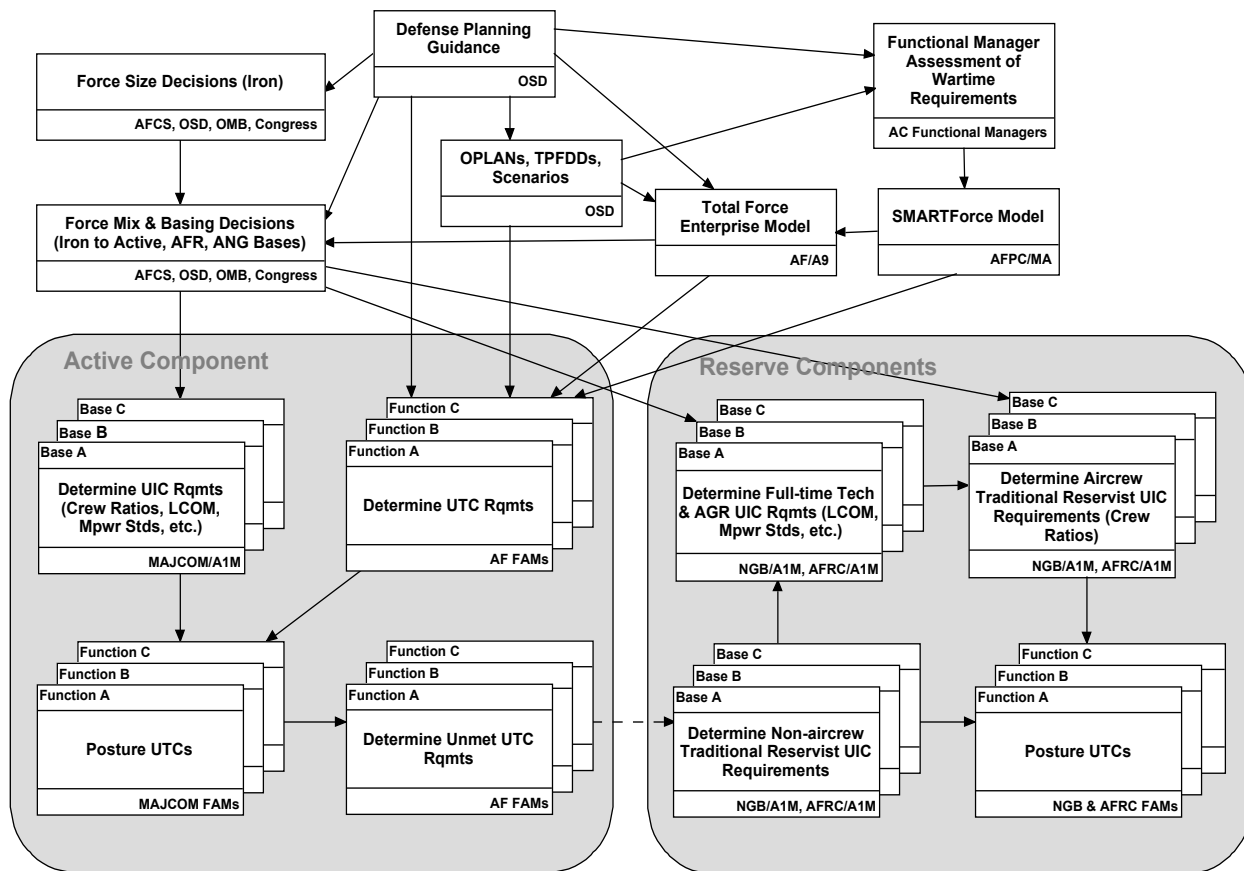 Defense Planning
Guidance
OSD
Functional Manager
Assessment of
Wartime
Requirements
AC Functional Managers
Force Size Decisions (Iron)
AFCS, OSD, OMB, Congress
OPLANs, TPFDDs,
Scenarios
OSD
Total Force
Enterprise Model
AF/A9
SMARTForce Model
AFPC/MA
Force Mix & Basing Decisions
(Iron to Active, AFR, ANG Bases)
AFCS, OSD, OMB, Congress
Active Component
Base C
Base B
Base A
Determine UIC Rqmts
(Crew Ratios, LCOM,
Mpwr Stds, etc.)
MAJCOM/A1M
Function C
Function B
Function A
Determine UTC Rqmts
AF FAMs
Function C
Function B
Function A
Posture UTCs
MAJCOM FAMs
Function C
Function B
Function A
Determine Unmet UTC
Rqmts
AF FAMs
Reserve Components
Base C
Base B
Base A
Determine Full-time Tech
& AGR UIC Rqmts (LCOM,
Mpwr Stds, etc.)
NGB/A1M, AFRC/A1M
Base C
Base B
Base A
Determine Aircrew
Traditional Reservist UIC
Requirements (Crew
Ratios)
NGB/A1M, AFRC/A1M
Base C
Base B
Base A
Determine Non-aircrew
Traditional Reservist UIC
Requirements
NGB/A1M, AFRC/A1M
Function C
Function B
Function A
Posture UTCs
NGB & AFRC FAMs